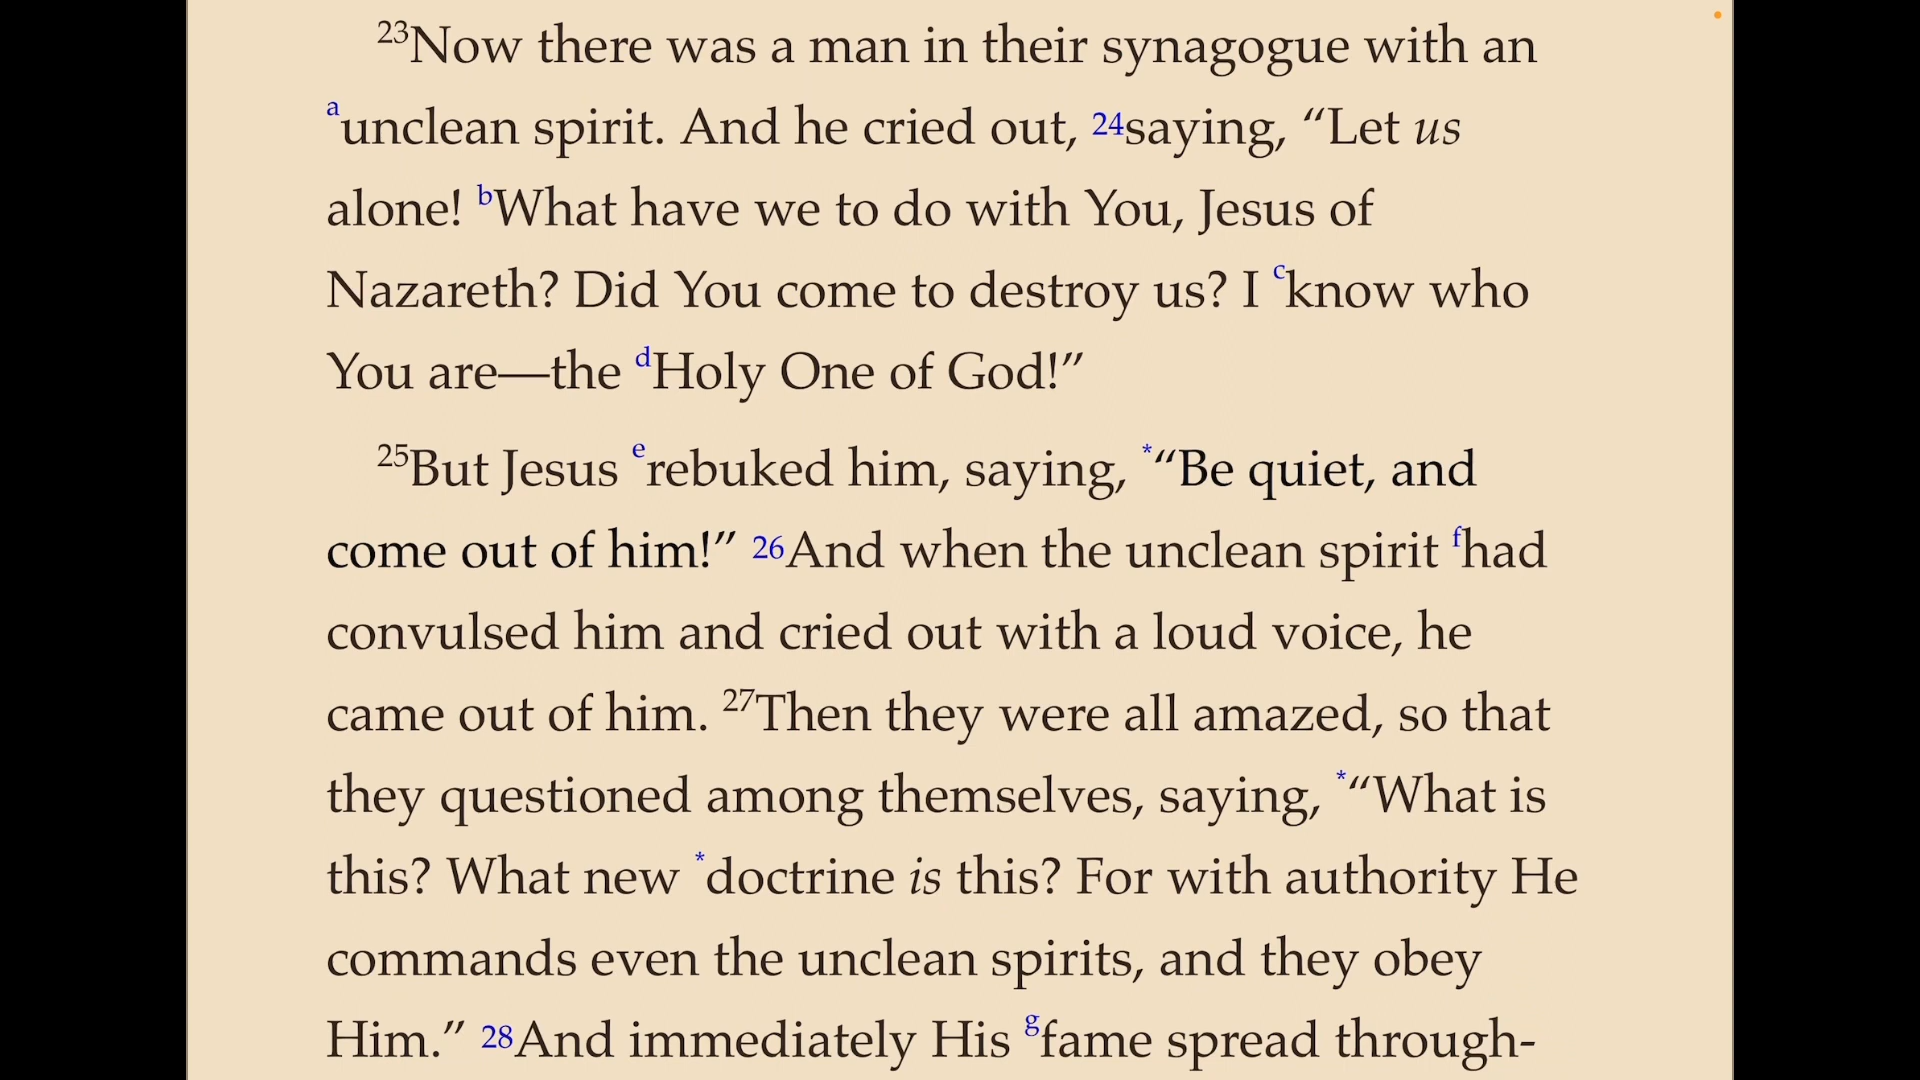 23Now there was a man in their synagogue with an
aunclean spirit. And he cried out, 24saying, “Let us
alone! bWhat have we to do with You, Jesus of
Nazareth? Did You come to destroy us? I cknow who
You are—the dHoly One of God!”
25But Jesus erebuked him, saying, *“Be quiet, and
come out of him!” 26And when the unclean spirit fhad
convulsed him and cried out with a loud voice, he
came out of him. 27Then they were all amazed, so that
they questioned among themselves, saying, *“What is
this? What new *doctrine is this? For with authority He
commands even the unclean spirits, and they obey
Him.” 28And immediately His gfame spread through-